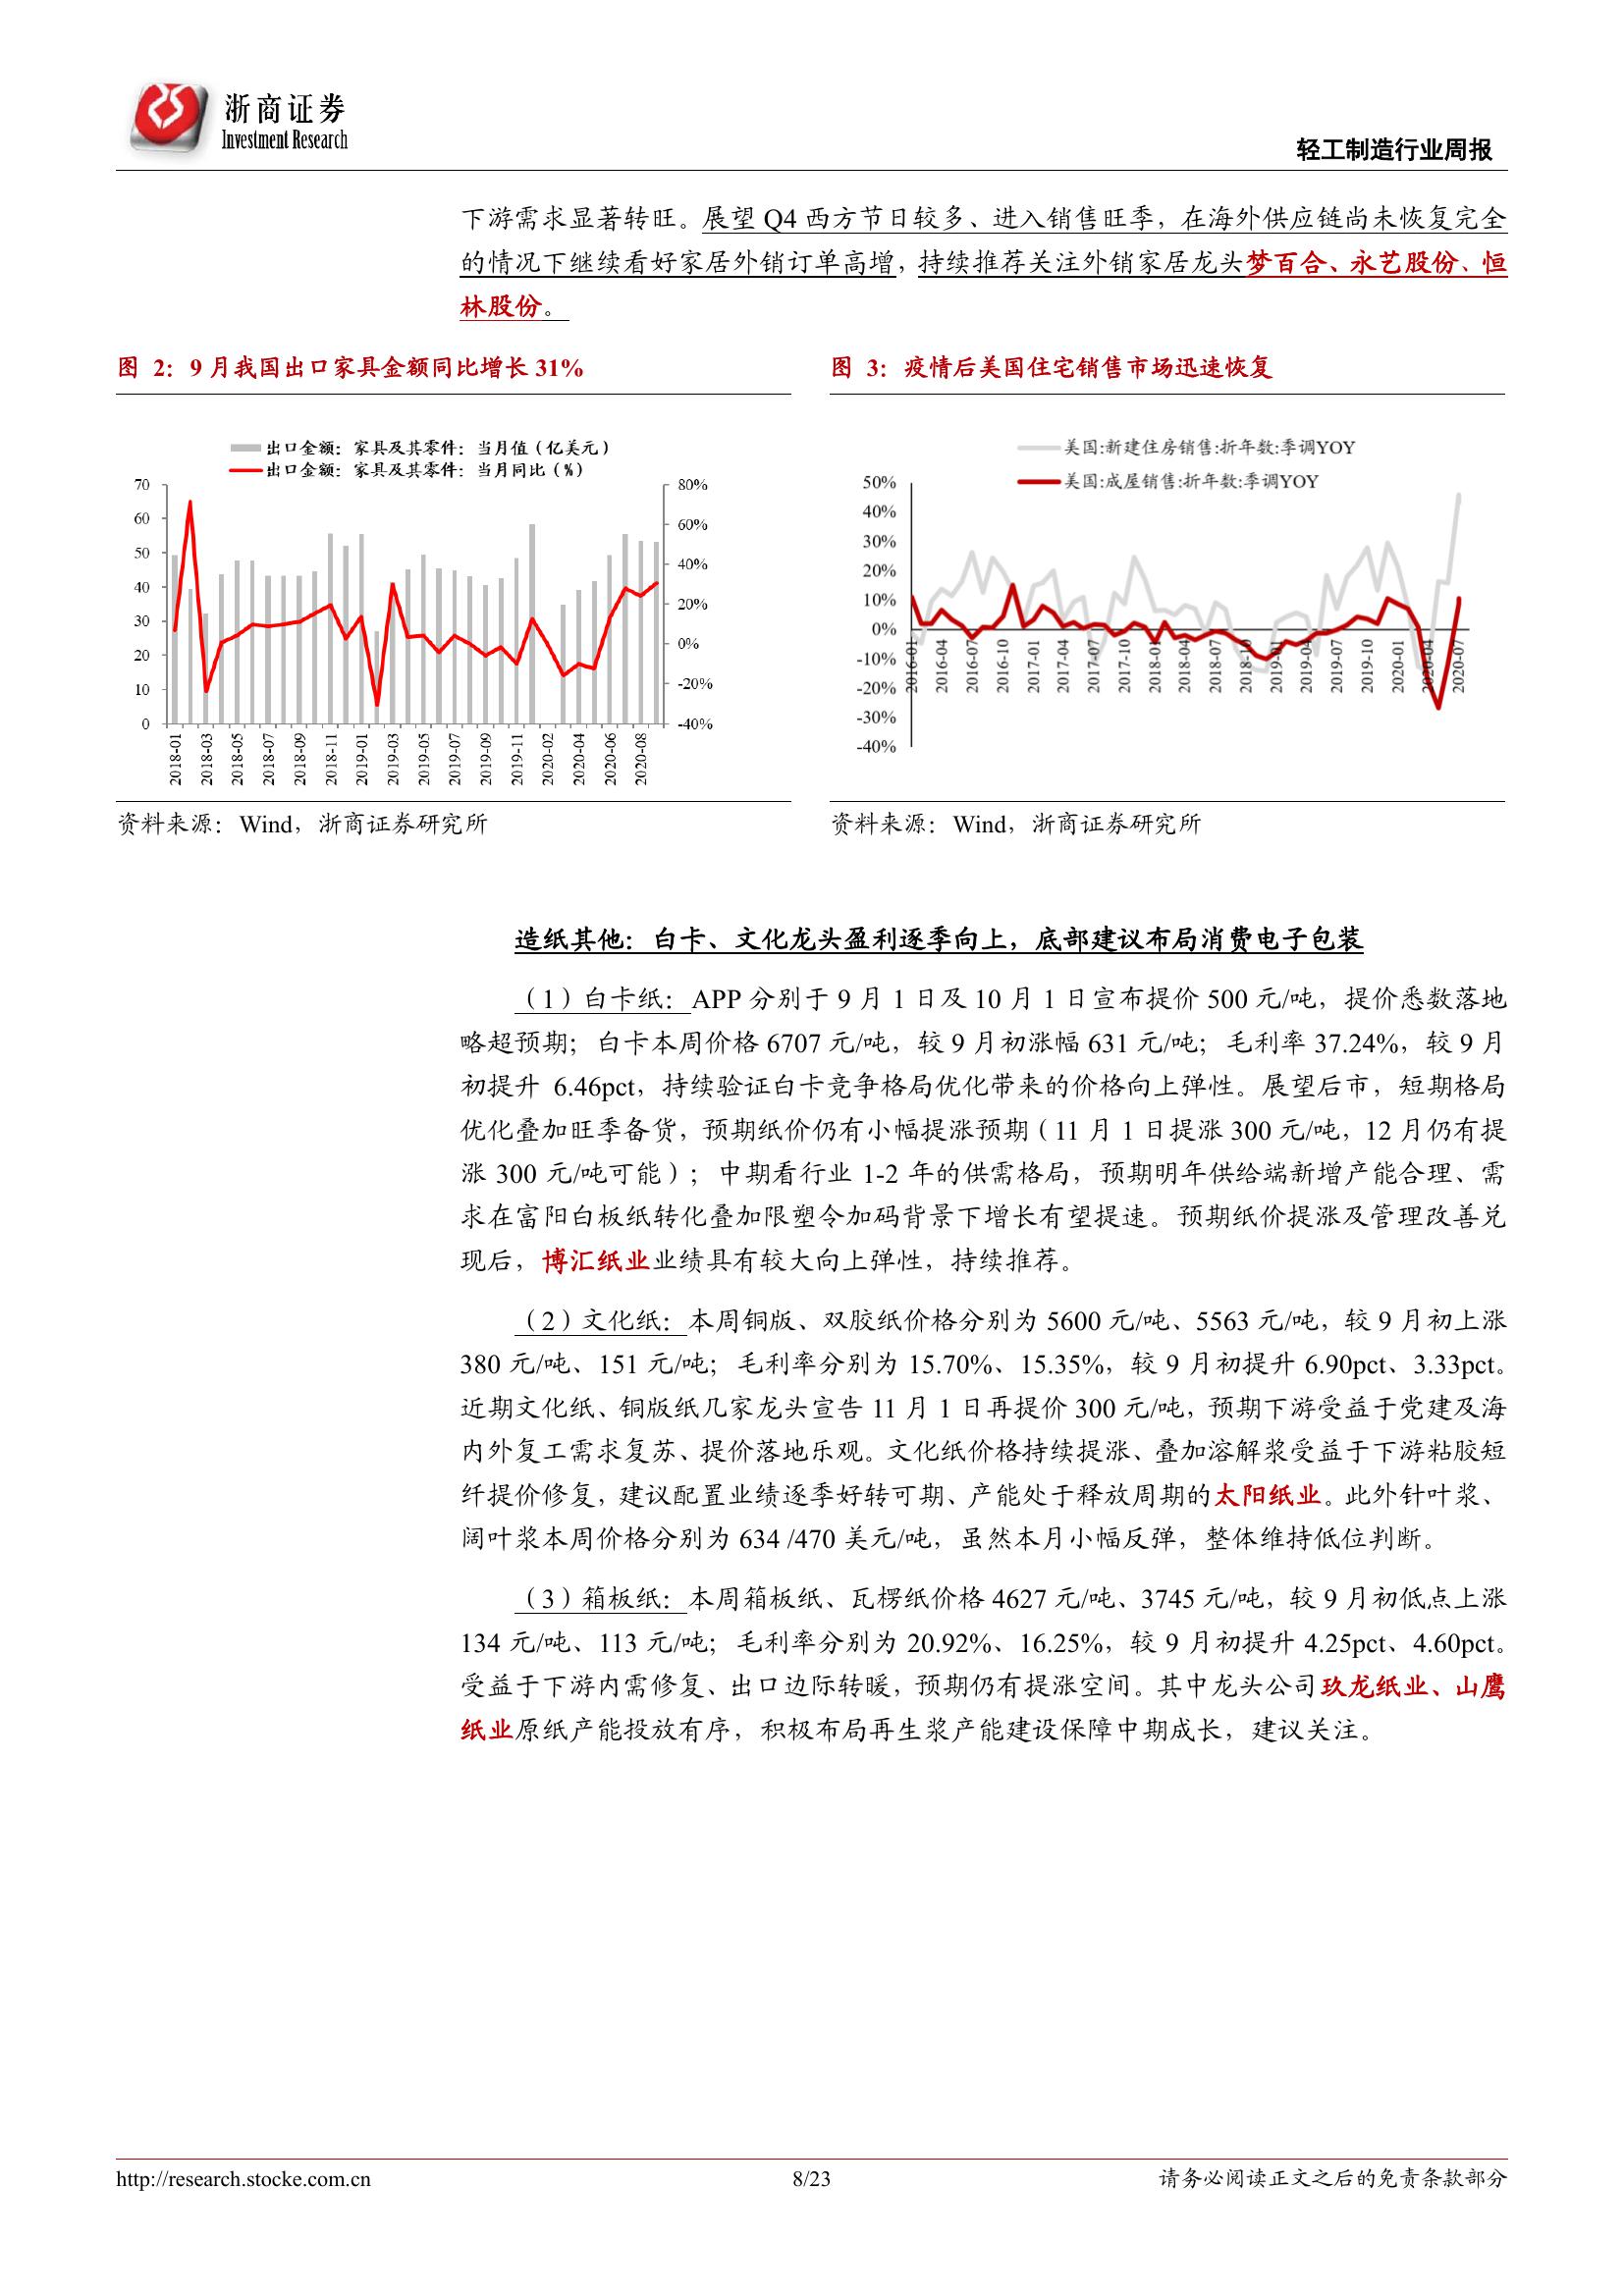 浙商证券
Investment Research
轻工制造行业周报
下游需求显著转旺。展望 Q4 西方节日较多、进入销售旺季，在海外供应链尚未恢复完全
的情况下继续看好家居外销订单高增，持续推荐关注外销家居龙头梦百合、永艺股份、恒
林股份。
图 2：9 月我国出口家具金额同比增长 31%
出口金额：家具及其零件：当月值（亿美元）
出口金额：家具及其零件：当月同比（%）
70
60
50
40
30
20
10
0
80%
60%
40%
20%
0%
-20%
-40%
2018-01
2018-03
2018-05
2018-07
2018-09
2018-11
2019-01
2019-03
2019-05
2019-07
2019-09
2019-11
2020-02
2020-04
2020-06
2020-08
资料来源：Wind，浙商证券研究所
图 3：疫情后美国住宅销售市场迅速恢复
美国:新建住房销售:折年数:季调YOY
美国:成屋销售:折年数:季调YOY
50%
40%
30%
20%
10%
0%
-10%
-20%
-30%
-40%
2016-01
2016-04
2016-07
2016-10
2017-01
2017-04
2017-07
2017-10
2018-01
2018-04
2018-07
2018-10
2019-01
2019-04
2019-07
2019-10
2020-01
2020-04
2020-07
资料来源：Wind，浙商证券研究所
造纸其他：白卡、文化龙头盈利逐季向上，底部建议布局消费电子包装
（1）白卡纸：APP 分别于 9 月 1 日及 10 月 1 日宣布提价 500 元/吨，提价悉数落地
略超预期；白卡本周价格 6707 元/吨，较 9 月初涨幅 631 元/吨；毛利率 37.24%，较 9 月
初提升 6.46pct，持续验证白卡竞争格局优化带来的价格向上弹性。展望后市，短期格局
优化叠加旺季备货，预期纸价仍有小幅提涨预期（11 月 1 日提涨 300 元/吨，12 月仍有提
涨 300 元/吨可能）；中期看行业 1-2 年的供需格局，预期明年供给端新增产能合理、需
求在富阳白板纸转化叠加限塑令加码背景下增长有望提速。预期纸价提涨及管理改善兑
现后，博汇纸业业绩具有较大向上弹性，持续推荐。
（2）文化纸：本周铜版、双胶纸价格分别为 5600 元/吨、5563 元/吨，较 9 月初上涨
380 元/吨、151 元/吨；毛利率分别为 15.70%、15.35%，较 9 月初提升 6.90pct、3.33pct。
近期文化纸、铜版纸几家龙头宣告 11 月 1 日再提价 300 元/吨，预期下游受益于党建及海
内外复工需求复苏、提价落地乐观。文化纸价格持续提涨、叠加溶解浆受益于下游粘胶短
纤提价修复，建议配置业绩逐季好转可期、产能处于释放周期的太阳纸业。此外针叶浆、
阔叶浆本周价格分别为 634 /470 美元/吨，虽然本月小幅反弹，整体维持低位判断。
（3）箱板纸：本周箱板纸、瓦楞纸价格 4627 元/吨、3745 元/吨，较 9 月初低点上涨
134 元/吨、113 元/吨；毛利率分别为 20.92%、16.25%，较 9 月初提升 4.25pct、4.60pct。
受益于下游内需修复、出口边际转暖，预期仍有提涨空间。其中龙头公司玖龙纸业、山鹰
纸业原纸产能投放有序，积极布局再生浆产能建设保障中期成长，建议关注。
http://research.stocke.com.cn
8/23
请务必阅读正文之后的免责条款部分